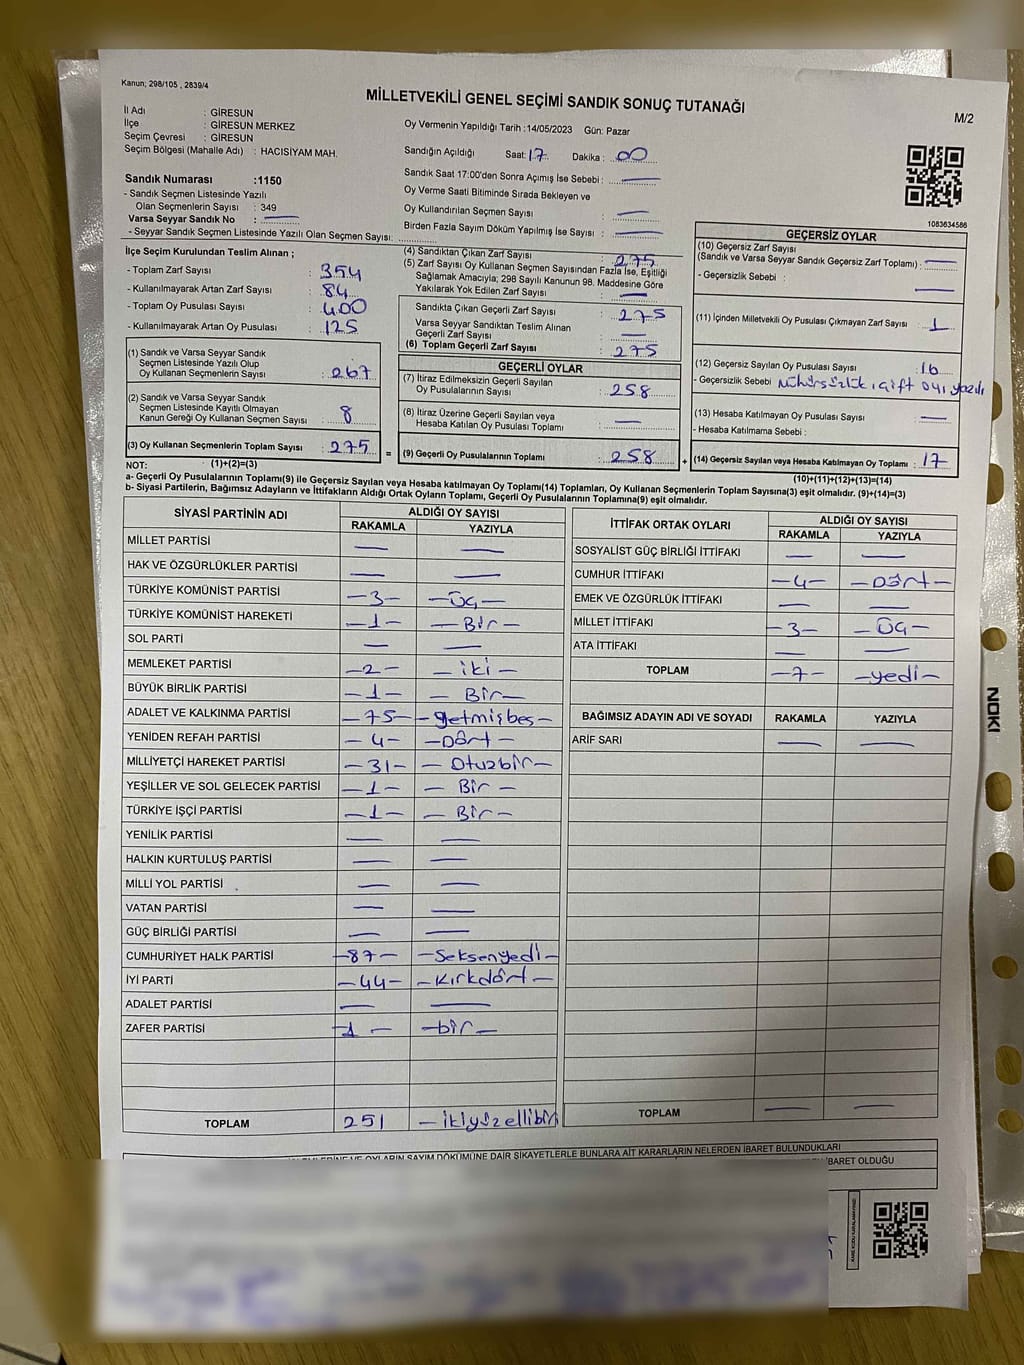 Kanun; 298/105 , 2839/4
MİLLETVEKİLİ GENEL SEÇİMİ SANDIK SONUÇ TUTANAĞI
M/2
İl Adı : GİRESUN
İlçe : GİRESUN MERKEZ
Seçim Çevresi : GİRESUN
Seçim Bölgesi (Mahalle Adı) : HACISİYAM MAH.
Sandık Numarası :1150
- Sandık Seçmen Listesinde Yazılı
Olan Seçmenlerin Sayısı : 349
Varsa Seyyar Sandık No : —
- Seyyar Sandık Seçmen Listesinde Yazılı Olan Seçmen Sayısı:
Oy Vermenin Yapıldığı Tarih :14/05/2023 Gün: Pazar
Sandığın Açıldığı Saat: 17 Dakika : 00
Sandık Saat 17:00'den Sonra Açımış İse Sebebi : —
Oy Verme Saati Bitiminde Sırada Bekleyen ve
Oy Kullandırılan Seçmen Sayısı : —
Birden Fazla Sayım Döküm Yapılmış İse Sayısı : —
1083634586
İlçe Seçim Kurulundan Teslim Alınan ;
- Toplam Zarf Sayısı : 354
- Kullanılmayarak Artan Zarf Sayısı : 84
- Toplam Oy Pusulası Sayısı : 400
- Kullanılmayarak Artan Oy Pusulası : 125
(1) Sandık ve Varsa Seyyar Sandık
Seçmen Listesinde Yazılı Olup
Oy Kullanan Seçmenlerin Sayısı : 267
(2) Sandık ve Varsa Seyyar Sandık
Seçmen Listesinde Kayıtlı Olmayan
Kanun Gereği Oy Kullanan Seçmen Sayısı : 8
(3) Oy Kullanan Seçmenlerin Toplam Sayısı : 275 =
(4) Sandıktan Çıkan Zarf Sayısı : 275
(5) Zarf Sayısı Oy Kullanan Seçmen Sayısından Fazla İse, Eşitliği
Sağlamak Amacıyla; 298 Sayılı Kanunun 98. Maddesine Göre
Yakılarak Yok Edilen Zarf Sayısı : —
Sandıkta Çıkan Geçerli Zarf Sayısı : 275
Varsa Seyyar Sandıktan Teslim Alınan
Geçerli Zarf Sayısı : —
(6) Toplam Geçerli Zarf Sayısı : 275
GEÇERLİ OYLAR
(7) İtiraz Edilmeksizin Geçerli Sayılan
Oy Pusulalarının Sayısı : 258
(8) İtiraz Üzerine Geçerli Sayılan veya
Hesaba Katılan Oy Pusulası Toplamı : —
(9) Geçerli Oy Pusulalarının Toplamı : 258 +
GEÇERSİZ OYLAR
(10) Geçersiz Zarf Sayısı
(Sandık ve Varsa Seyyar Sandık Geçersiz Zarf Toplamı) : —
- Geçersizlik Sebebi : —
(11) İçinden Milletvekili Oy Pusulası Çıkmayan Zarf Sayısı : 1
(12) Geçersiz Sayılan Oy Pusulası Sayısı : 16
- Geçersizlik Sebebi : Mühürsüzlük, çift oy, yazılı
(13) Hesaba Katılmayan Oy Pusulası Sayısı : —
- Hesaba Katılmama Sebebi :
(14) Geçersiz Sayılan veya Hesaba Katılmayan Oy Toplamı : 17
NOT: (1)+(2)=(3)
(10)+(11)+(12)+(13)=(14)
a- Geçerli Oy Pusulalarının Toplamı(9) ile Geçersiz Sayılan veya Hesaba katılmayan Oy Toplamı(14) Toplamları, Oy Kullanan Seçmenlerin Toplam Sayısına(3) eşit olmalıdır. (9)+(14)=(3)
b- Siyasi Partilerin, Bağımsız Adayların ve İttifakların Aldığı Ortak Oyların Toplamı, Geçerli Oy Pusulalarının Toplamına(9) eşit olmalıdır.
SİYASİ PARTİNİN ADI ALDIĞI OY SAYISI
RAKAMLA YAZIYLA
MİLLET PARTİSİ — —
HAK VE ÖZGÜRLÜKLER PARTİSİ — —
TÜRKİYE KOMÜNİST PARTİSİ —3— —Üç—
TÜRKİYE KOMÜNİST HAREKETİ —1— —Bir—
SOL PARTİ — —
MEMLEKET PARTİSİ —2— —iki—
BÜYÜK BİRLİK PARTİSİ —1— —Bir—
ADALET VE KALKINMA PARTİSİ —75— —yetmişbeş—
YENİDEN REFAH PARTİSİ —4— —Dört—
MİLLİYETÇİ HAREKET PARTİSİ —31— —Otuzbir—
YEŞİLLER VE SOL GELECEK PARTİSİ —1— —Bir—
TÜRKİYE İŞÇİ PARTİSİ —1— —Bir—
YENİLİK PARTİSİ — —
HALKIN KURTULUŞ PARTİSİ — —
MİLLİ YOL PARTİSİ — —
VATAN PARTİSİ — —
GÜÇ BİRLİĞİ PARTİSİ — —
CUMHURİYET HALK PARTİSİ —87— —Seksenyedi—
İYİ PARTİ —44— —Kırkdört—
ADALET PARTİSİ — —
ZAFER PARTİSİ —1— —bir—
TOPLAM 251 —ikiyüzellibir
İTTİFAK ORTAK OYLARI ALDIĞI OY SAYISI
RAKAMLA YAZIYLA
SOSYALİST GÜÇ BİRLİĞİ İTTİFAKI — —
CUMHUR İTTİFAKI —4— —Dört—
EMEK VE ÖZGÜRLÜK İTTİFAKI — —
MİLLET İTTİFAKI —3— —Üç—
ATA İTTİFAKI — —
TOPLAM —7— —yedi—
BAĞIMSIZ ADAYIN ADI VE SOYADI RAKAMLA YAZIYLA
ARİF SARI — —
TOPLAM — —
OYLARIN SAYIM DÖKÜMÜNE DAİR ŞİKAYETLERLE BUNLARA AİT KARARLARIN NELERDEN İBARET BULUNDUKLARI
İBARET OLDUĞU
NOKI